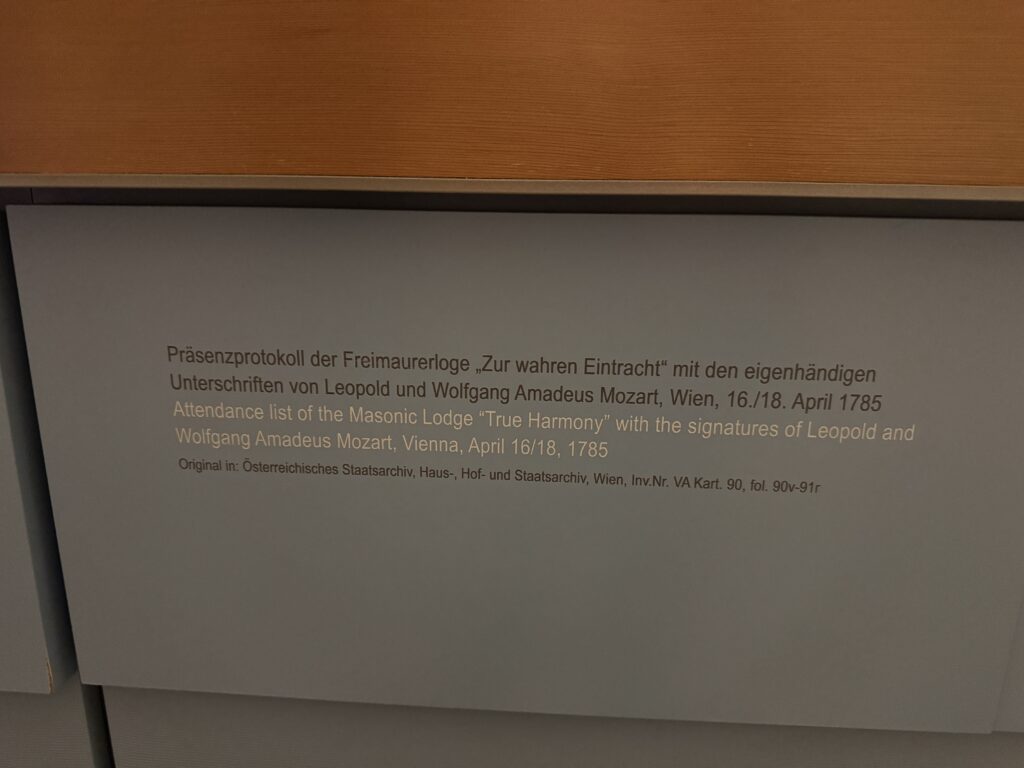 Präsenzprotokoll der Freimaurerloge „Zur wahren Eintracht“ mit den eigenhändigen
Unterschriften von Leopold und Wolfgang Amadeus Mozart, Wien, 16./18. April 1785
Attendance list of the Masonic Lodge “True Harmony” with the signatures of Leopold and
Wolfgang Amadeus Mozart, Vienna, April 16/18, 1785
Original in: Österreichisches Staatsarchiv, Haus-, Hof- und Staatsarchiv, Wien, Inv.Nr. VA Kart. 90, fol. 90v-91r